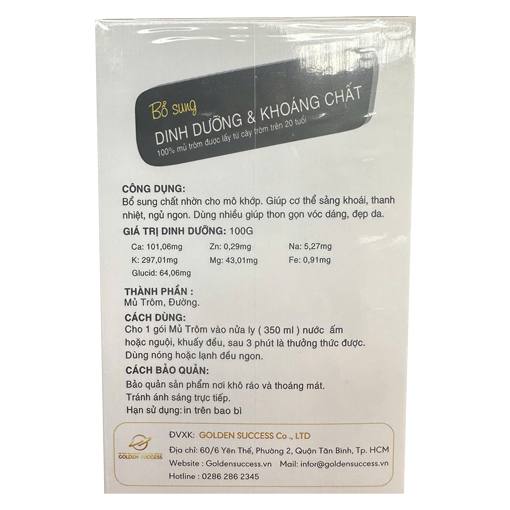 Bổ sung
DINH DƯỠNG & KHOÁNG CHẤT
100% mủ trôm được lấy từ cây tròm trên 20 tuổi
CÔNG DỤNG:
Bổ sung chất nhờn cho mô khớp. Giúp cơ thể sảng khoái, thanh
nhiệt, ngủ ngon. Dùng nhiều giúp thon gọn vóc dáng, đẹp da.
GIÁ TRỊ DINH DƯỠNG: 100G
Ca: 101,06mg Zn: 0,29mg Na: 5,27mg
K: 297,01mg Mg: 43,01mg Fe: 0,91mg
Glucid: 64,06mg
THÀNH PHẦN :
Mủ Trôm, Đường.
CÁCH DÙNG:
Cho 1 gói Mủ Trôm vào nửa ly ( 350 ml ) nước ấm
hoặc nguội, khuấy đều, sau 3 phút là thưởng thức được.
Dùng nóng hoặc lạnh đều ngon.
CÁCH BẢO QUẢN:
Bảo quản sản phẩm nơi khô ráo và thoáng mát.
Tránh ánh sáng trực tiếp.
Hạn sử dụng: in trên bao bì
GOLDEN SUCCESS
ĐVXK: GOLDEN SUCCESS Co ., LTD
Địa chỉ: 60/6 Yên Thế, Phường 2, Quận Tân Bình, Tp. HCM
Website : Goldensuccess.vn Mail: info@goldensuccess.vn
Hotline : 0286 286 2345